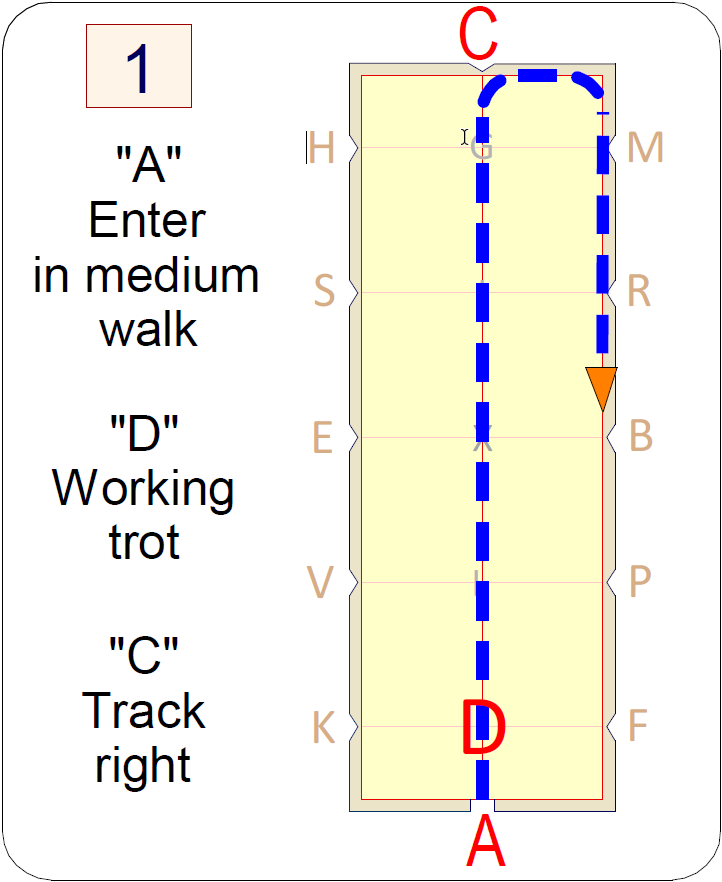 1
"A"
Enter
in medium
walk
"D"
Working
trot
"C"
Track
right
C
H G M
S R
E X B
V L P
K D F
A